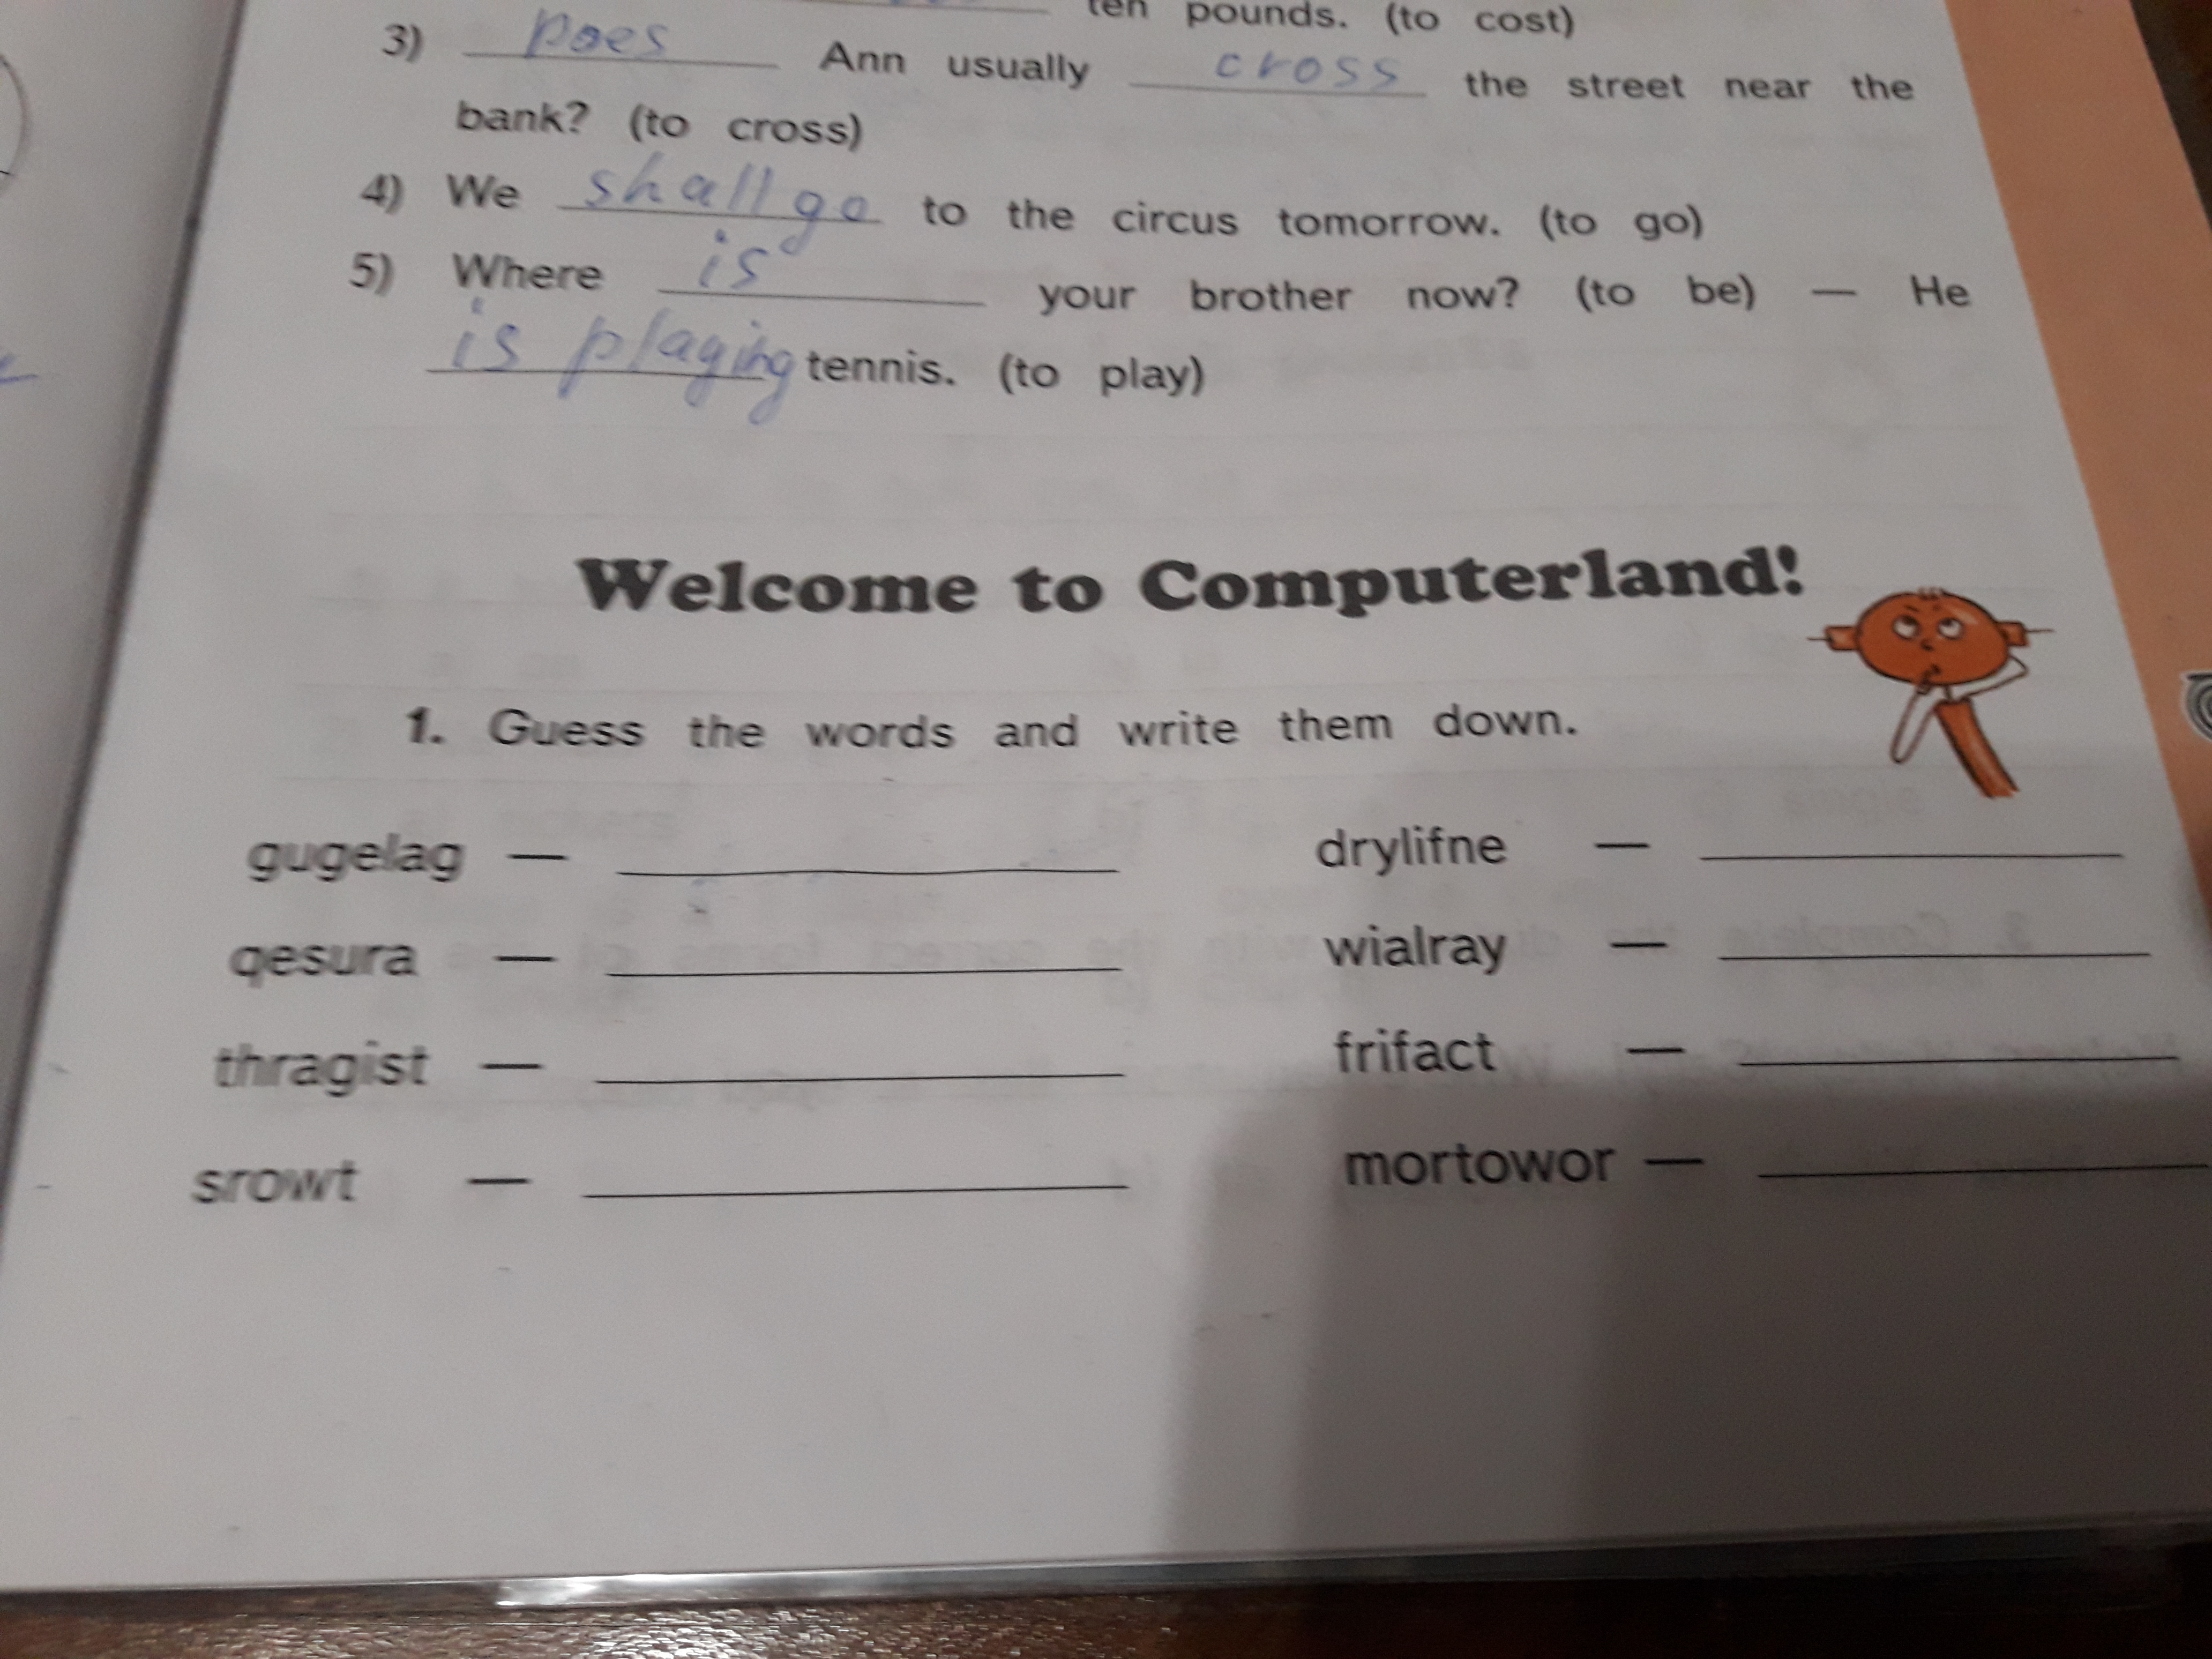 ten pounds. (to cost)
3) Does Ann usually cross the street near the
bank? (to cross)
4) We shall go to the circus tomorrow. (to go)
5) Where is your brother now? (to be) — He
is playing tennis. (to play)
Welcome to Computerland!
1. Guess the words and write them down.
gugelag — drylifne —
qesura — wialray —
thragist — frifact —
srowt — mortowor —